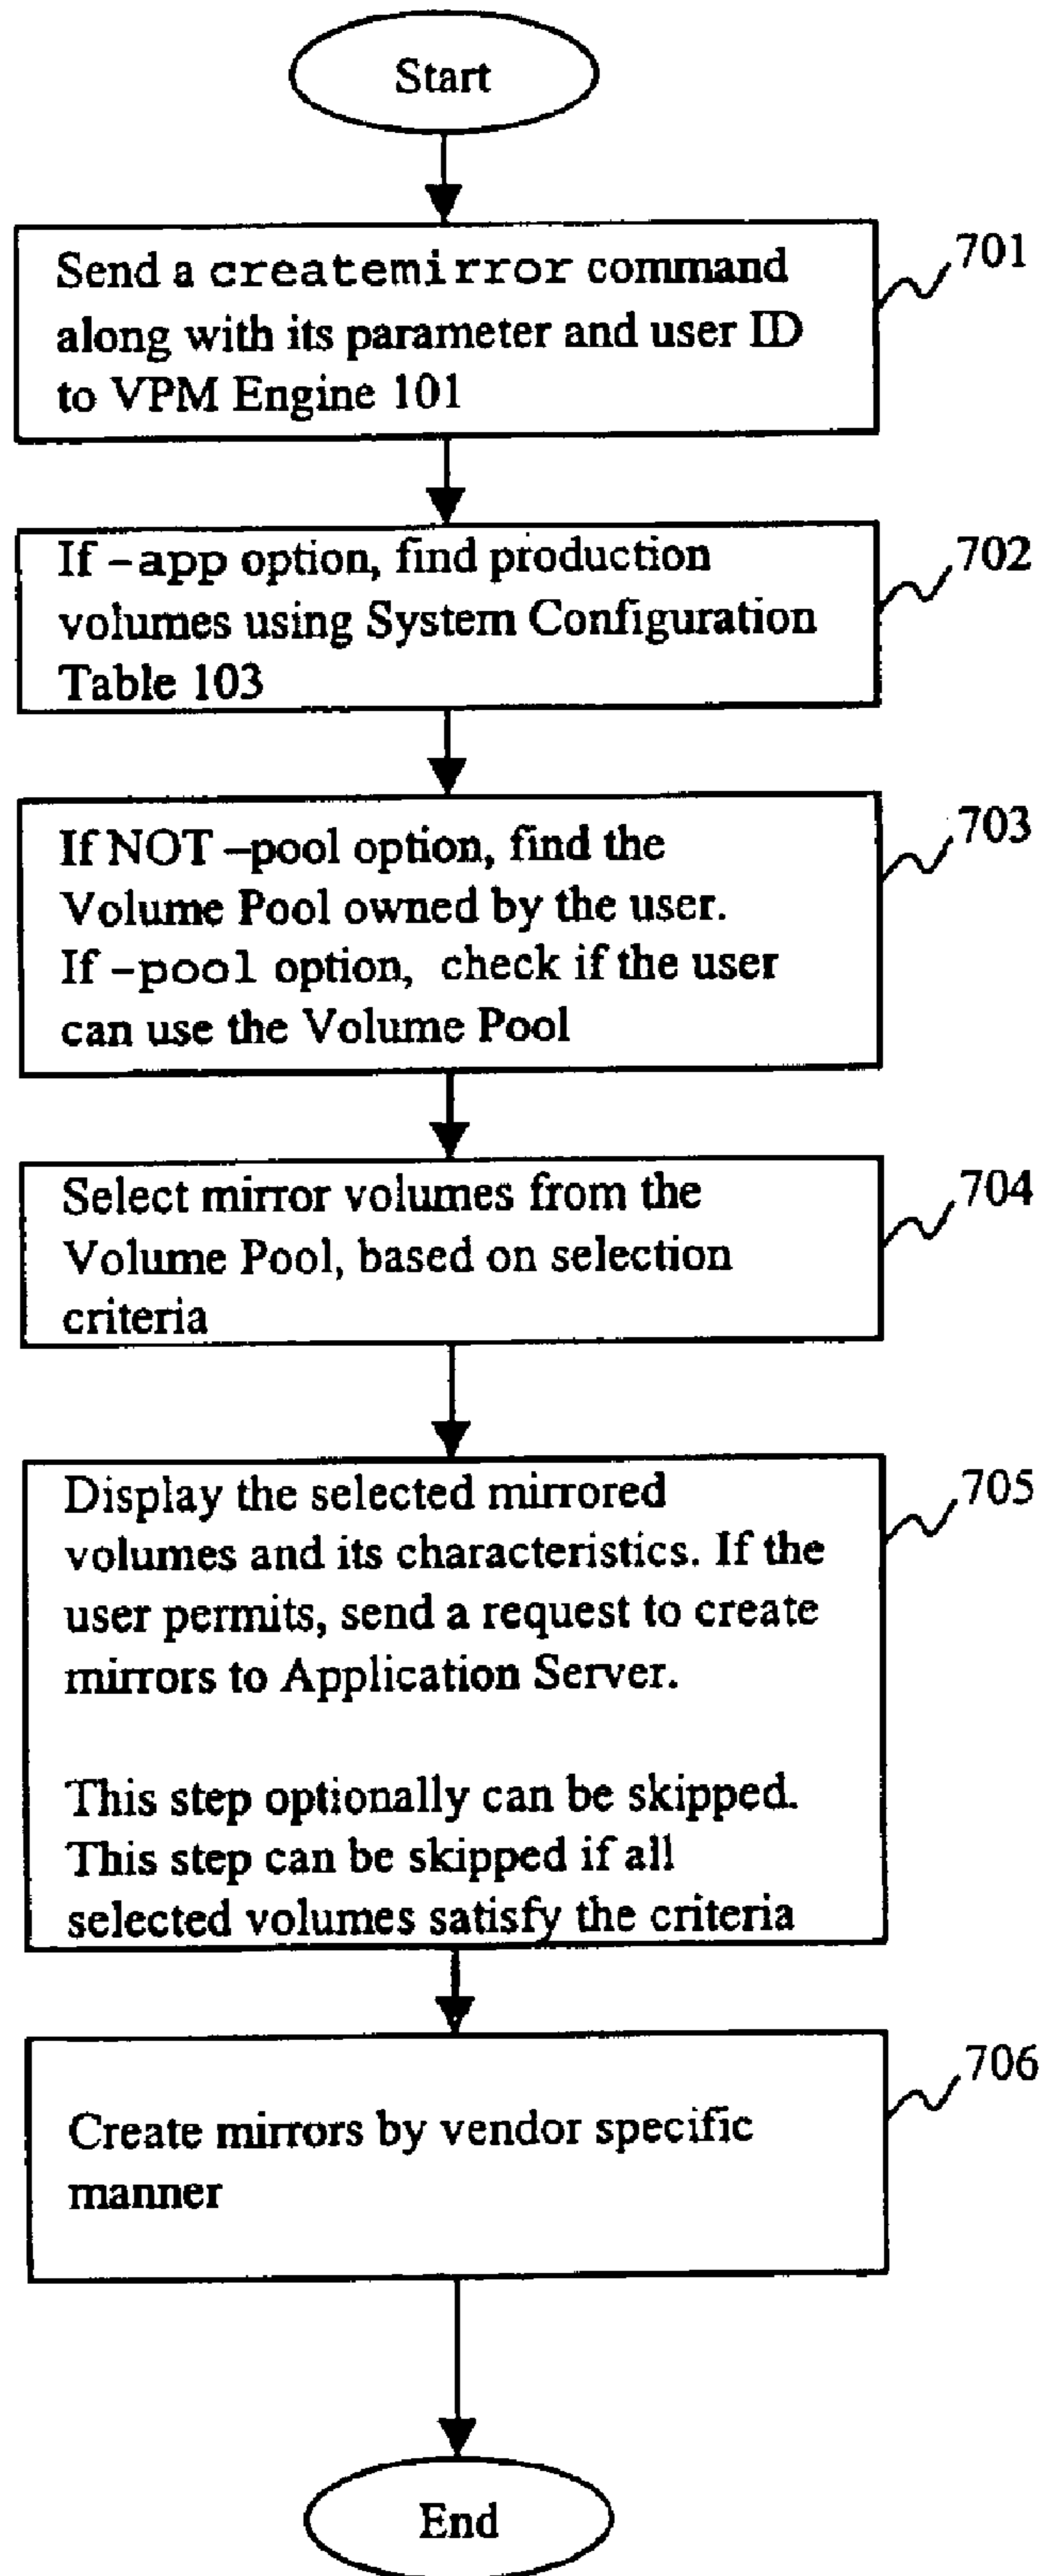 Start
Send a createmirror command
along with its parameter and user ID
to VPM Engine 101
701
If -app option, find production
volumes using System Configuration
Table 103
702
If NOT –pool option, find the
Volume Pool owned by the user.
If -pool option, check if the user
can use the Volume Pool
703
Select mirror volumes from the
Volume Pool, based on selection
criteria
704
Display the selected mirrored
volumes and its characteristics. If the
user permits, send a request to create
mirrors to Application Server.
This step optionally can be skipped.
This step can be skipped if all
selected volumes satisfy the criteria
705
Create mirrors by vendor specific
manner
706
End